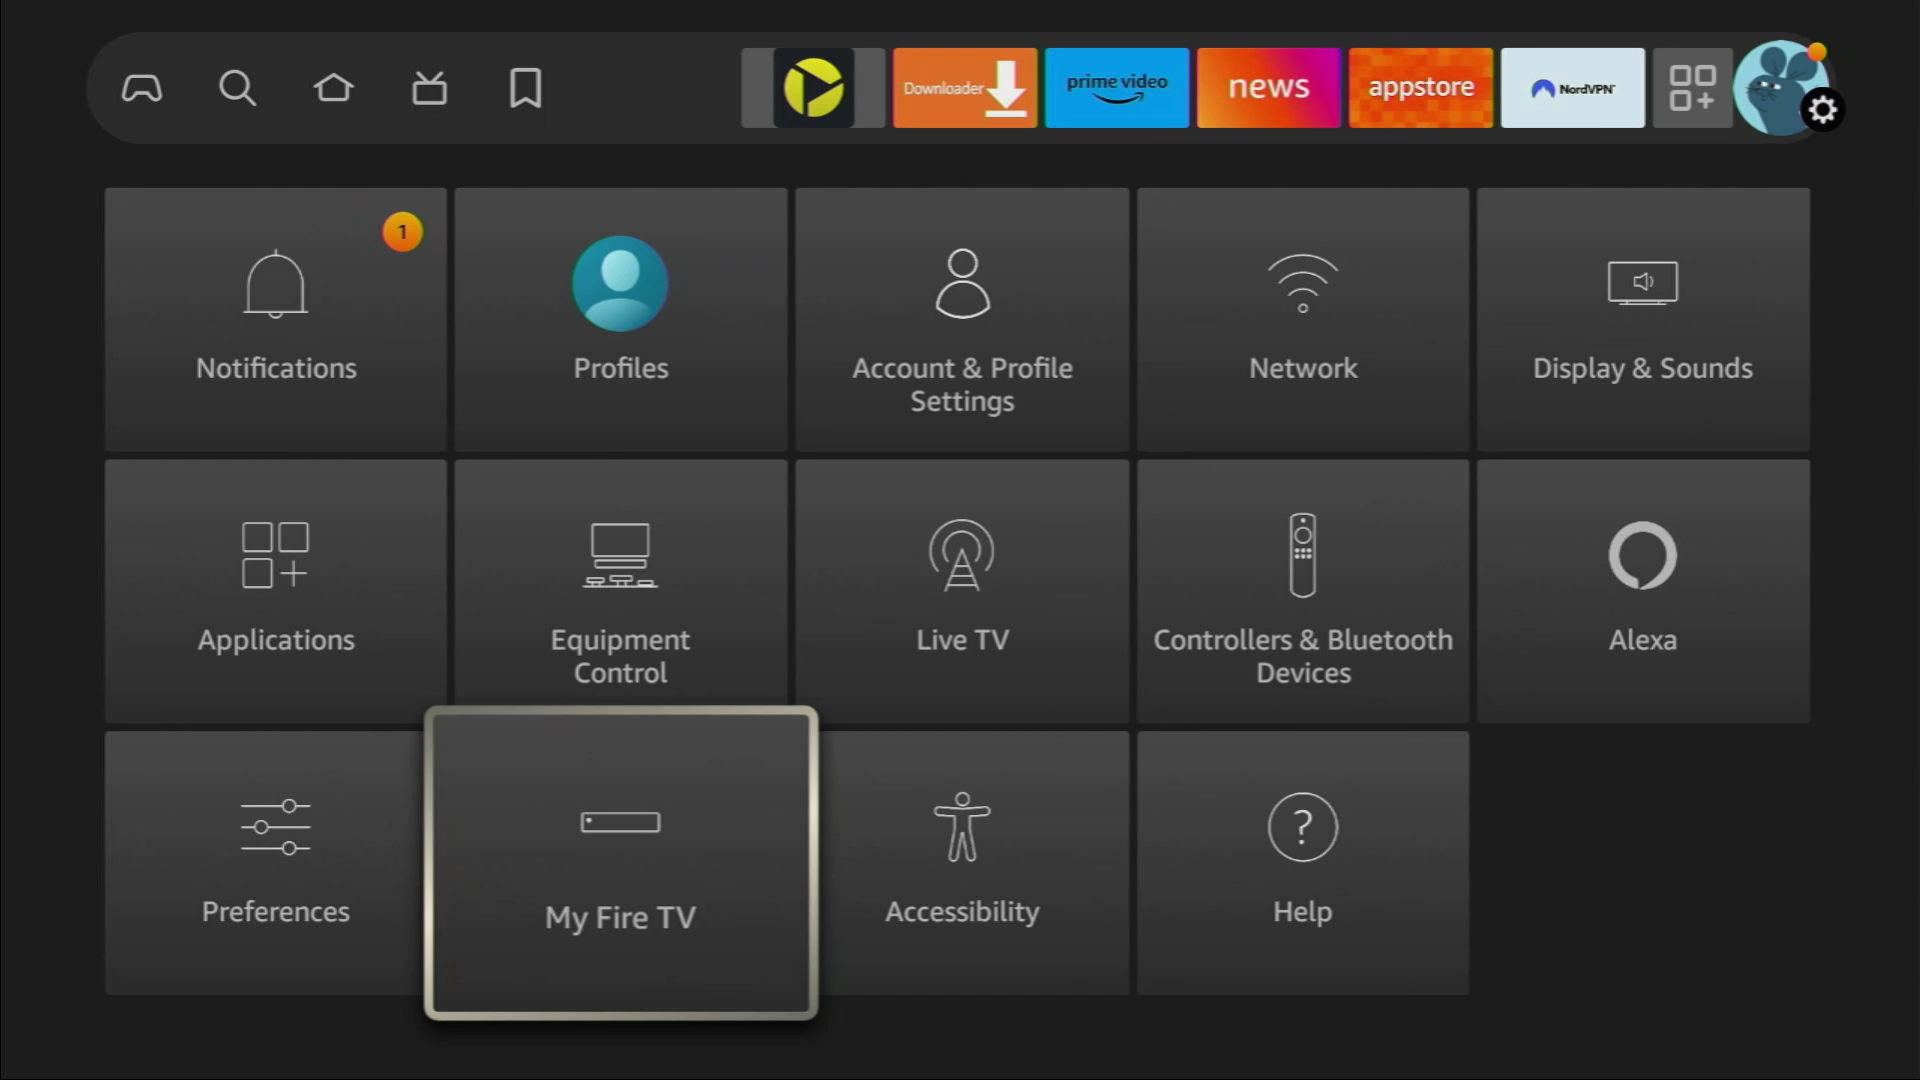 Downloader
prime video
news
appstore
NordVPN
1
Notifications
Profiles
Account & Profile
Settings
Network
Display & Sounds
Applications
Equipment
Control
Live TV
Controllers & Bluetooth
Devices
Alexa
Preferences
My Fire TV
Accessibility
?
Help